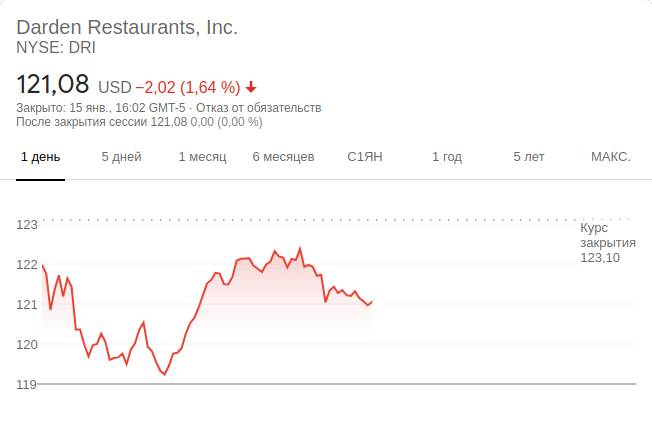 Darden Restaurants, Inc.
NYSE: DRI
121,08 USD −2,02 (1,64 %)
Закрыто: 15 янв., 16:02 GMT-5 · Отказ от обязательств
После закрытия сессии 121,08 0,00 (0,00 %)
1 день 5 дней 1 месяц 6 месяцев С1ЯН 1 год 5 лет МАКС.
123
Курс
закрытия
123,10
122
121
120
119